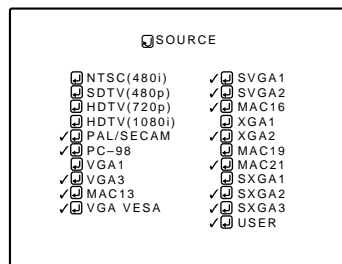 SOURCE
NTSC(480i)
SDTV(480p)
HDTV(720p)
HDTV(1080i)
✓ PAL/SECAM
✓ PC–98
VGA1
✓ VGA3
✓ MAC13
✓ VGA VESA
✓ SVGA1
✓ SVGA2
✓ MAC16
XGA1
✓ XGA2
MAC19
✓ MAC21
SXGA1
✓ SXGA2
✓ SXGA3
✓ USER